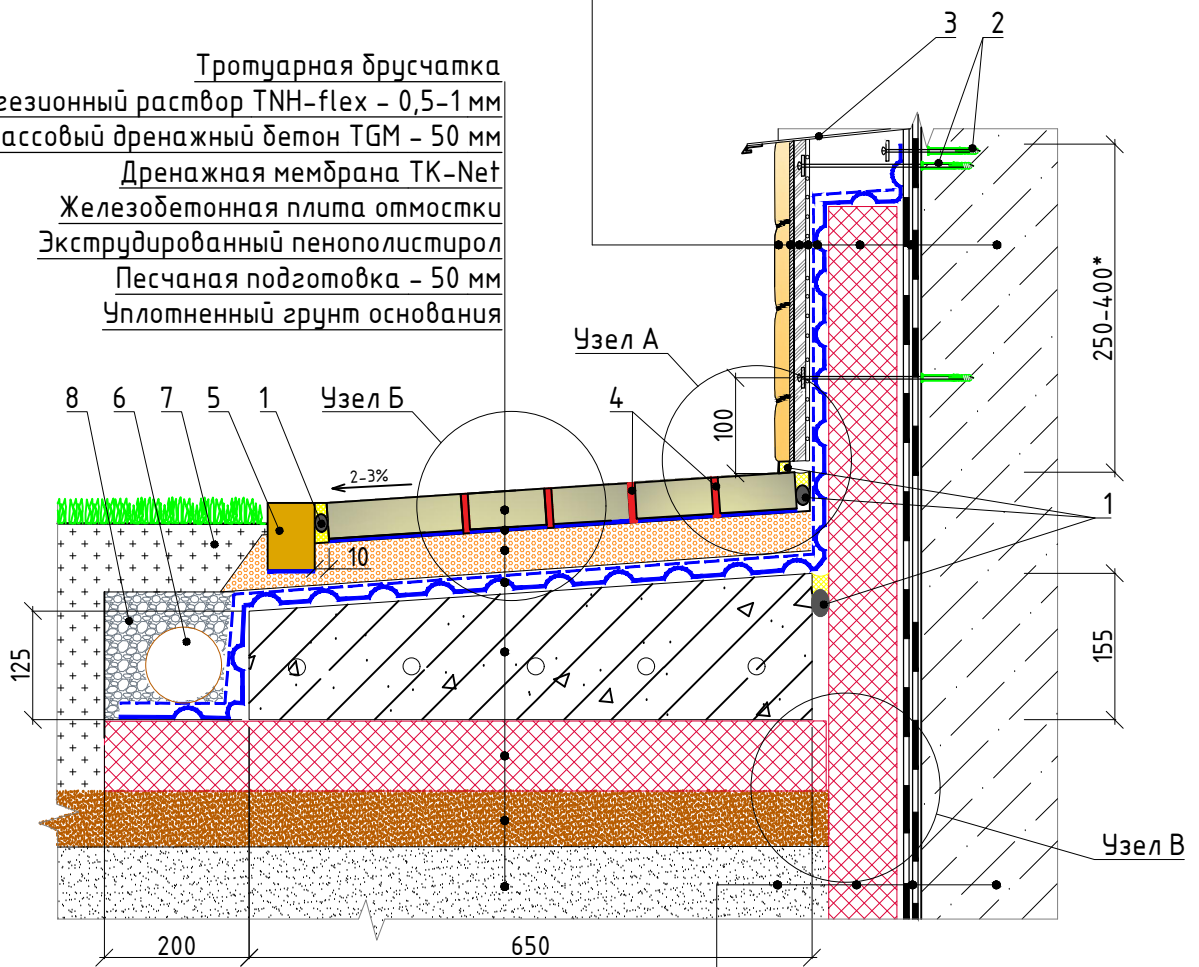 3
2
Тротуарная брусчатка
гезионный раствор TNH-flex - 0,5-1 мм
ассовый дренажный бетон TGM - 50 мм
Дренажная мембрана TK-Net
Железобетонная плита отмостки
Экструдированный пенополистирол
Песчаная подготовка - 50 мм
Уплотненный грунт основания
250-400*
Узел А
8
6
7
5
1
Узел Б
4
100
2-3%
1
10
125
155
Узел В
200
650